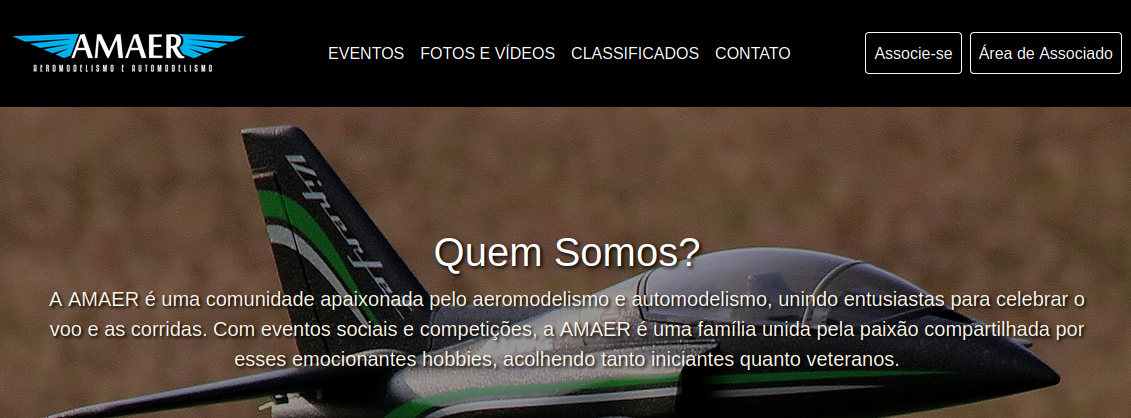 AMAER
AEROMODELISMO E AUTOMODELISMO
EVENTOS FOTOS E VÍDEOS CLASSIFICADOS CONTATO
Associe-se Área de Associado
Quem Somos?
A AMAER é uma comunidade apaixonada pelo aeromodelismo e automodelismo, unindo entusiastas para celebrar o
voo e as corridas. Com eventos sociais e competições, a AMAER é uma família unida pela paixão compartilhada por
esses emocionantes hobbies, acolhendo tanto iniciantes quanto veteranos.